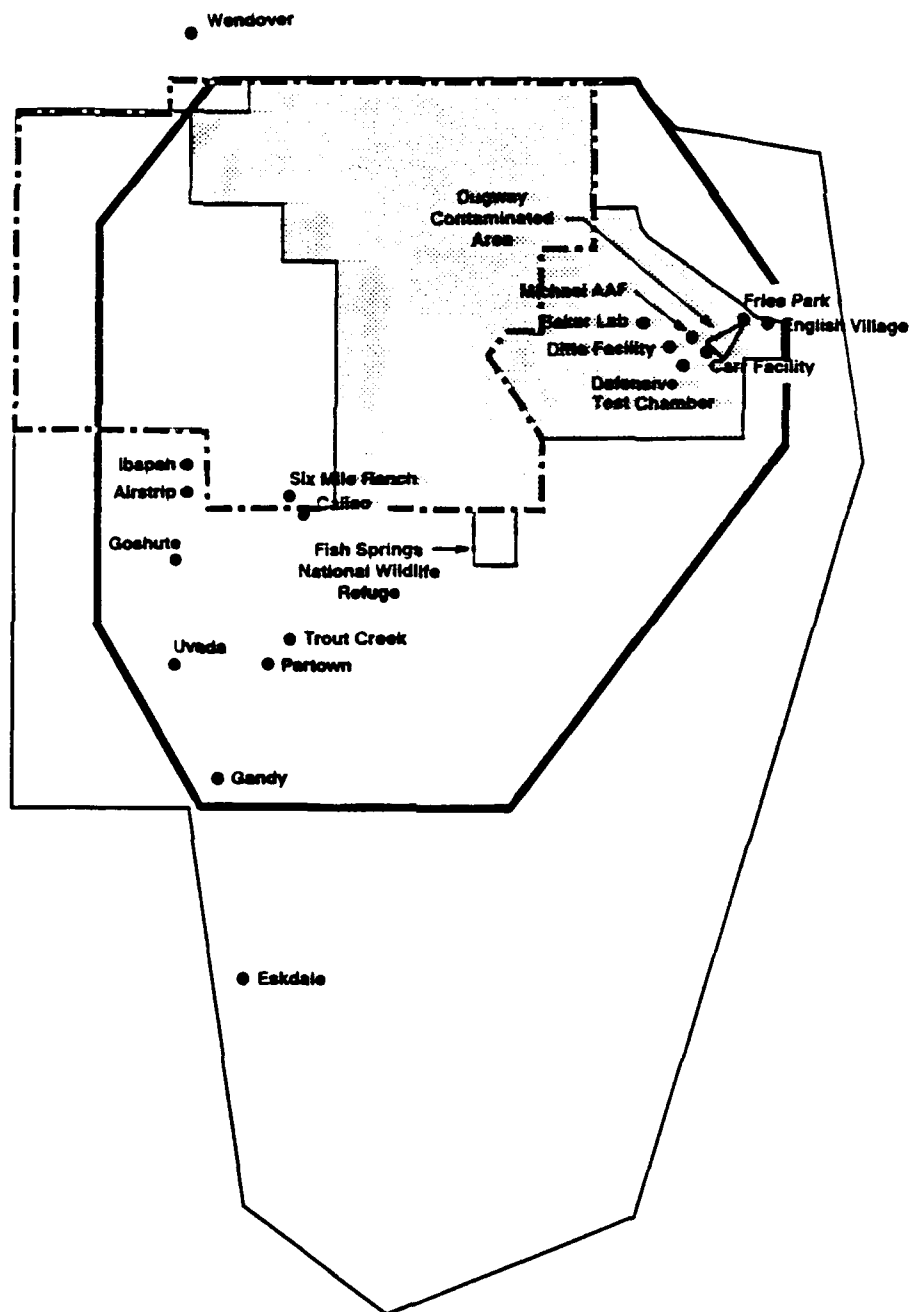 Wendover
Dugway
Contaminated
Area
Michael AAF
Fries Park
Baker Lab
English Village
Ditto Facility
Carr Facility
Defensive
Test Chamber
Ibapah
Six Mile Ranch
Airstrip
Callao
Goshute
Fish Springs
National Wildlife
Refuge
Trout Creek
Uvada
Partown
Gandy
Eskdale